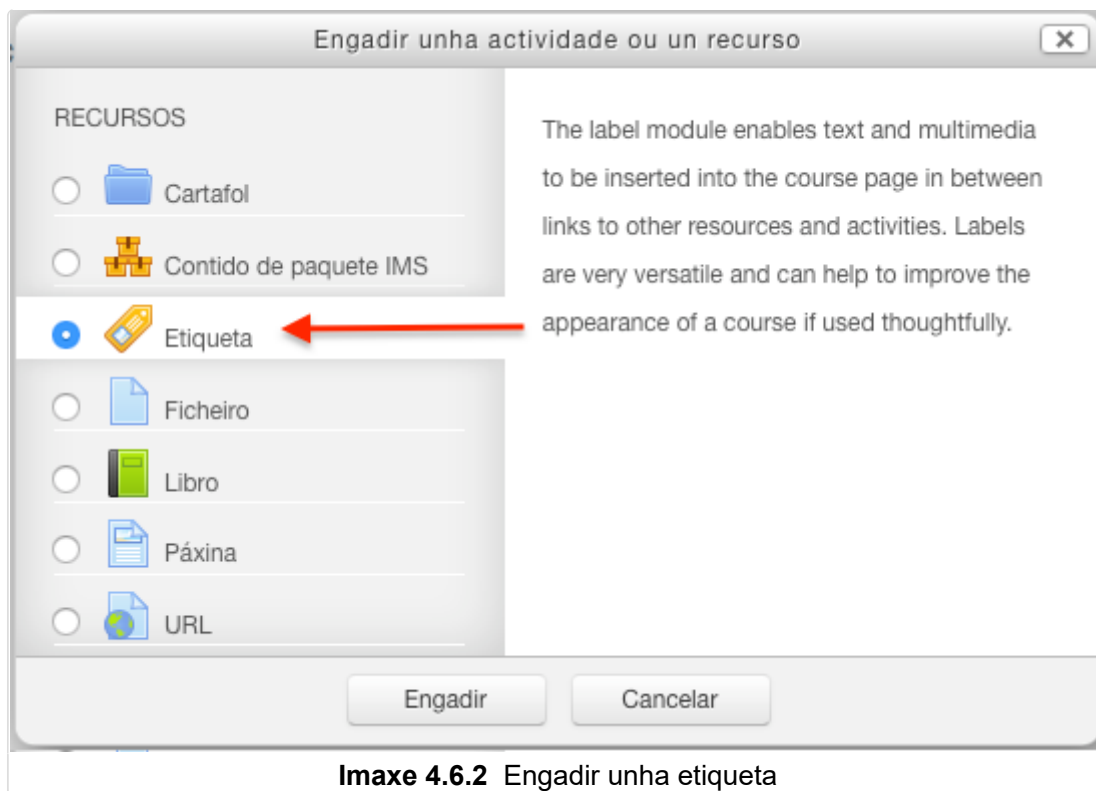 Engadir unha actividade ou un recurso
RECURSOS
Cartafol
Contido de paquete IMS
Etiqueta
Ficheiro
Libro
Páxina
URL
The label module enables text and multimedia
to be inserted into the course page in between
links to other resources and activities. Labels
are very versatile and can help to improve the
appearance of a course if used thoughtfully.
Engadir
Cancelar
Imaxe 4.6.2 Engadir unha etiqueta